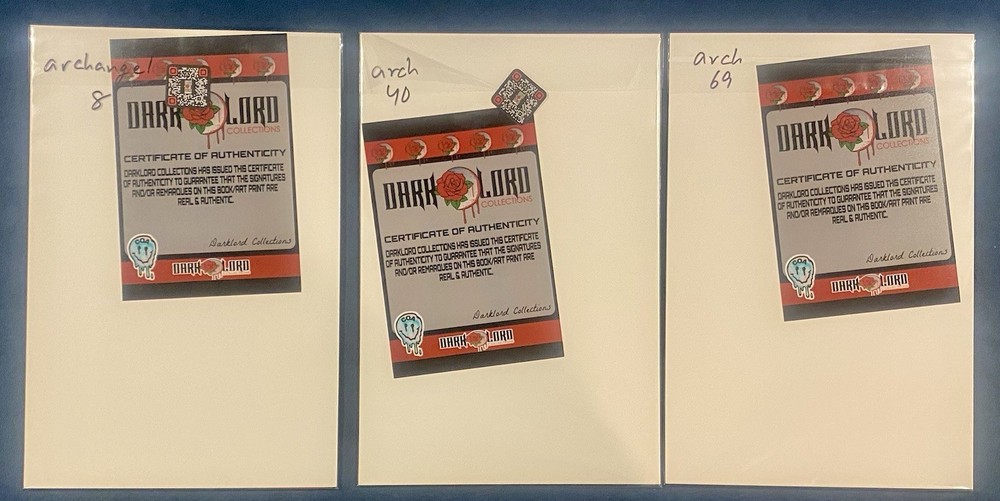 archangel
8
DARK LORD
COLLECTIONS
CERTIFICATE OF AUTHENTICITY
DARKLORD COLLECTIONS HAS ISSUED THIS CERTIFICATE
OF AUTHENTICITY TO GUARANTEE THAT THE SIGNATURES
AND/OR REMARQUES ON THIS BOOK/ART PRINT ARE
REAL & AUTHENTIC.
Darklord Collections
COA
DARK LORD
arch
40
DARK LORD
COLLECTIONS
CERTIFICATE OF AUTHENTICITY
DARKLORD COLLECTIONS HAS ISSUED THIS CERTIFICATE
OF AUTHENTICITY TO GUARANTEE THAT THE SIGNATURES
AND/OR REMARQUES ON THIS BOOK/ART PRINT ARE
REAL & AUTHENTIC.
Darklord Collections
COA
DARK LORD
arch
69
DARK LORD
COLLECTIONS
CERTIFICATE OF AUTHENTICITY
DARKLORD COLLECTIONS HAS ISSUED THIS CERTIFICATE
OF AUTHENTICITY TO GUARANTEE THAT THE SIGNATURES
AND/OR REMARQUES ON THIS BOOK/ART PRINT ARE
REAL & AUTHENTIC.
Darklord Collections
COA
DARK LORD